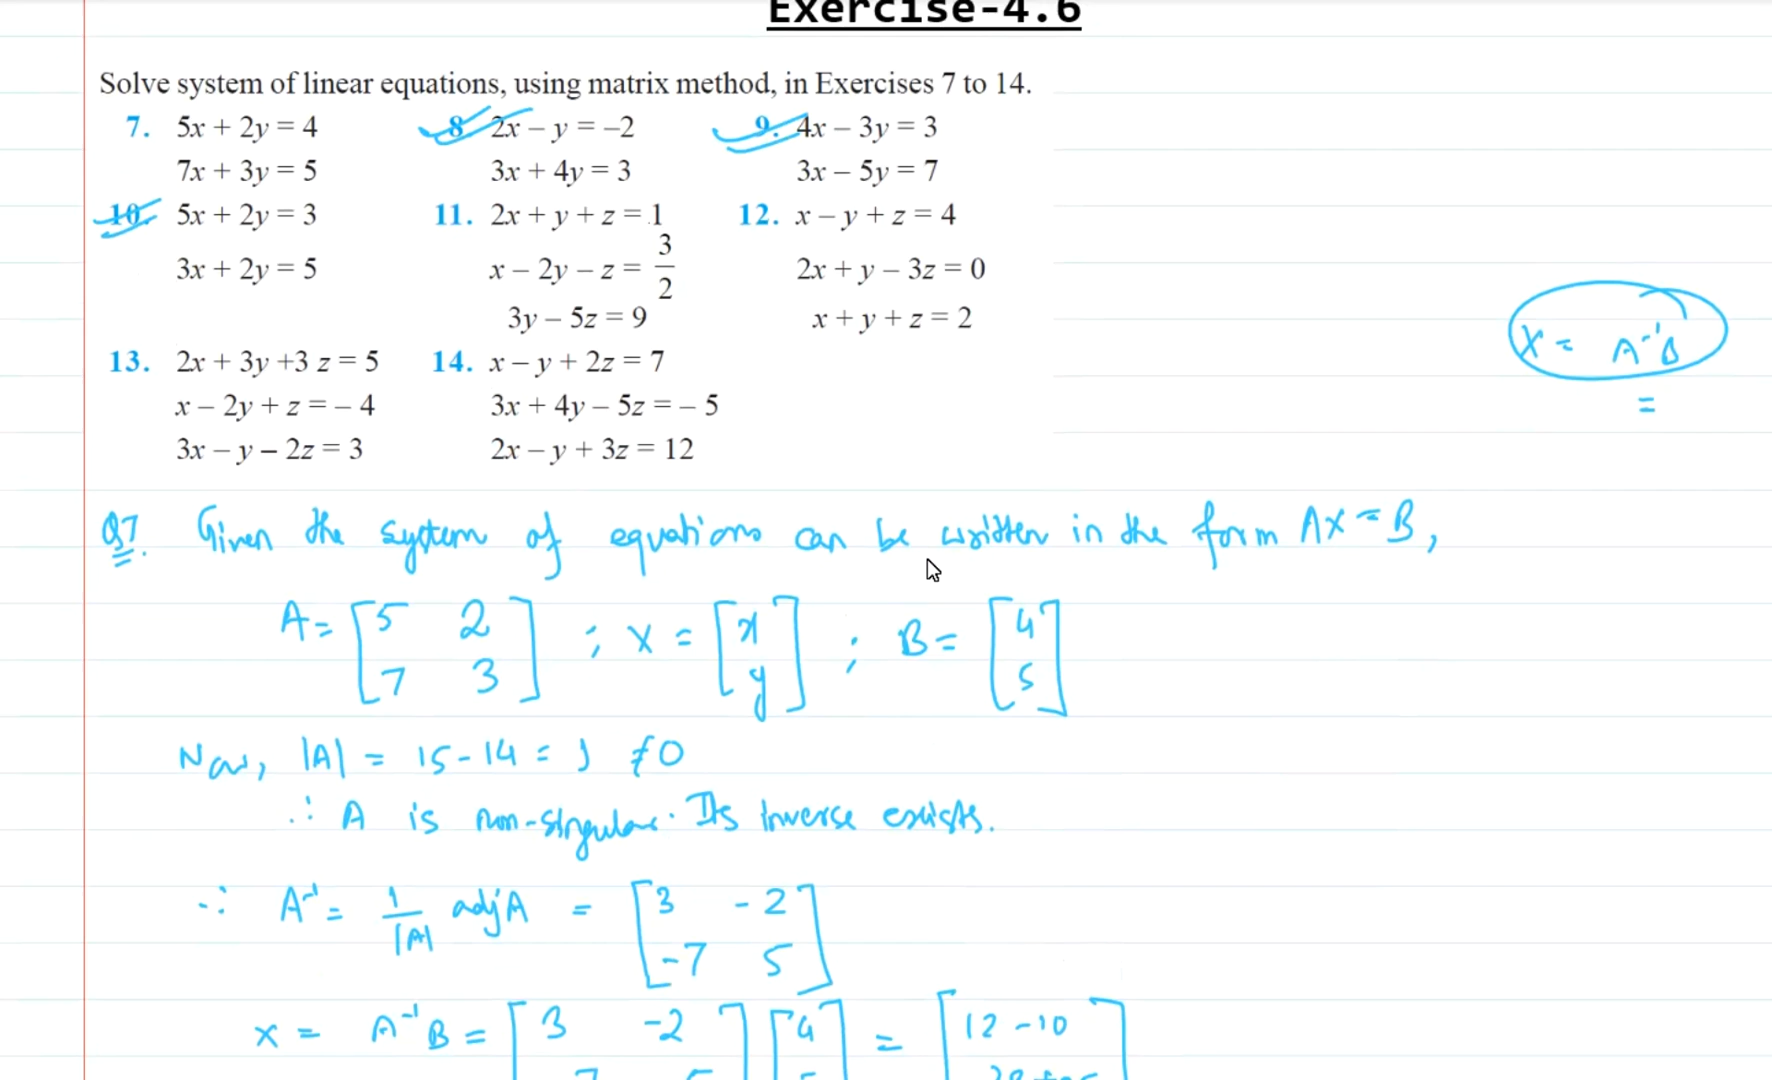 Exercise-4.6
Solve system of linear equations, using matrix method, in Exercises 7 to 14.
7. 5x + 2y = 4 8 2x – y = –2 9. 4x – 3y = 3
7x + 3y = 5 3x + 4y = 3 3x – 5y = 7
10. 5x + 2y = 3 11. 2x + y + z = 1 12. x – y + z = 4
3x + 2y = 5 x – 2y – z = 3/2 2x + y – 3z = 0
3y – 5z = 9 x + y + z = 2
X = A⁻¹B
=
13. 2x + 3y +3 z = 5 14. x – y + 2z = 7
x – 2y + z = – 4 3x + 4y – 5z = – 5
3x – y – 2z = 3 2x – y + 3z = 12
Q7. Given the system of equations can be written in the form AX = B,
A = [5 2 ; X = [x ; B = [4
7 3] y] 5]
Now, |A| = 15 - 14 = 1 ≠ 0
∴ A is non-singular. Its inverse exists.
∴ A⁻¹ = 1/|A| adj A = [3 -2
-7 5]
X = A⁻¹B = [3 -2] [4] = [12 -10